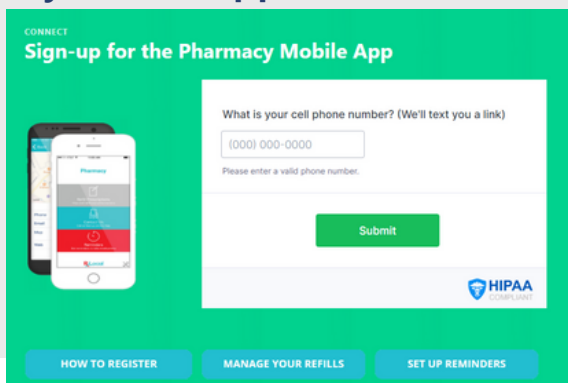 CONNECT
Sign-up for the Pharmacy Mobile App
What is your cell phone number? (We'll text you a link)
(000) 000-0000
Please enter a valid phone number.
Submit
Pharmacy
HIPAA
COMPLIANT
HOW TO REGISTER
MANAGE YOUR REFILLS
SET UP REMINDERS